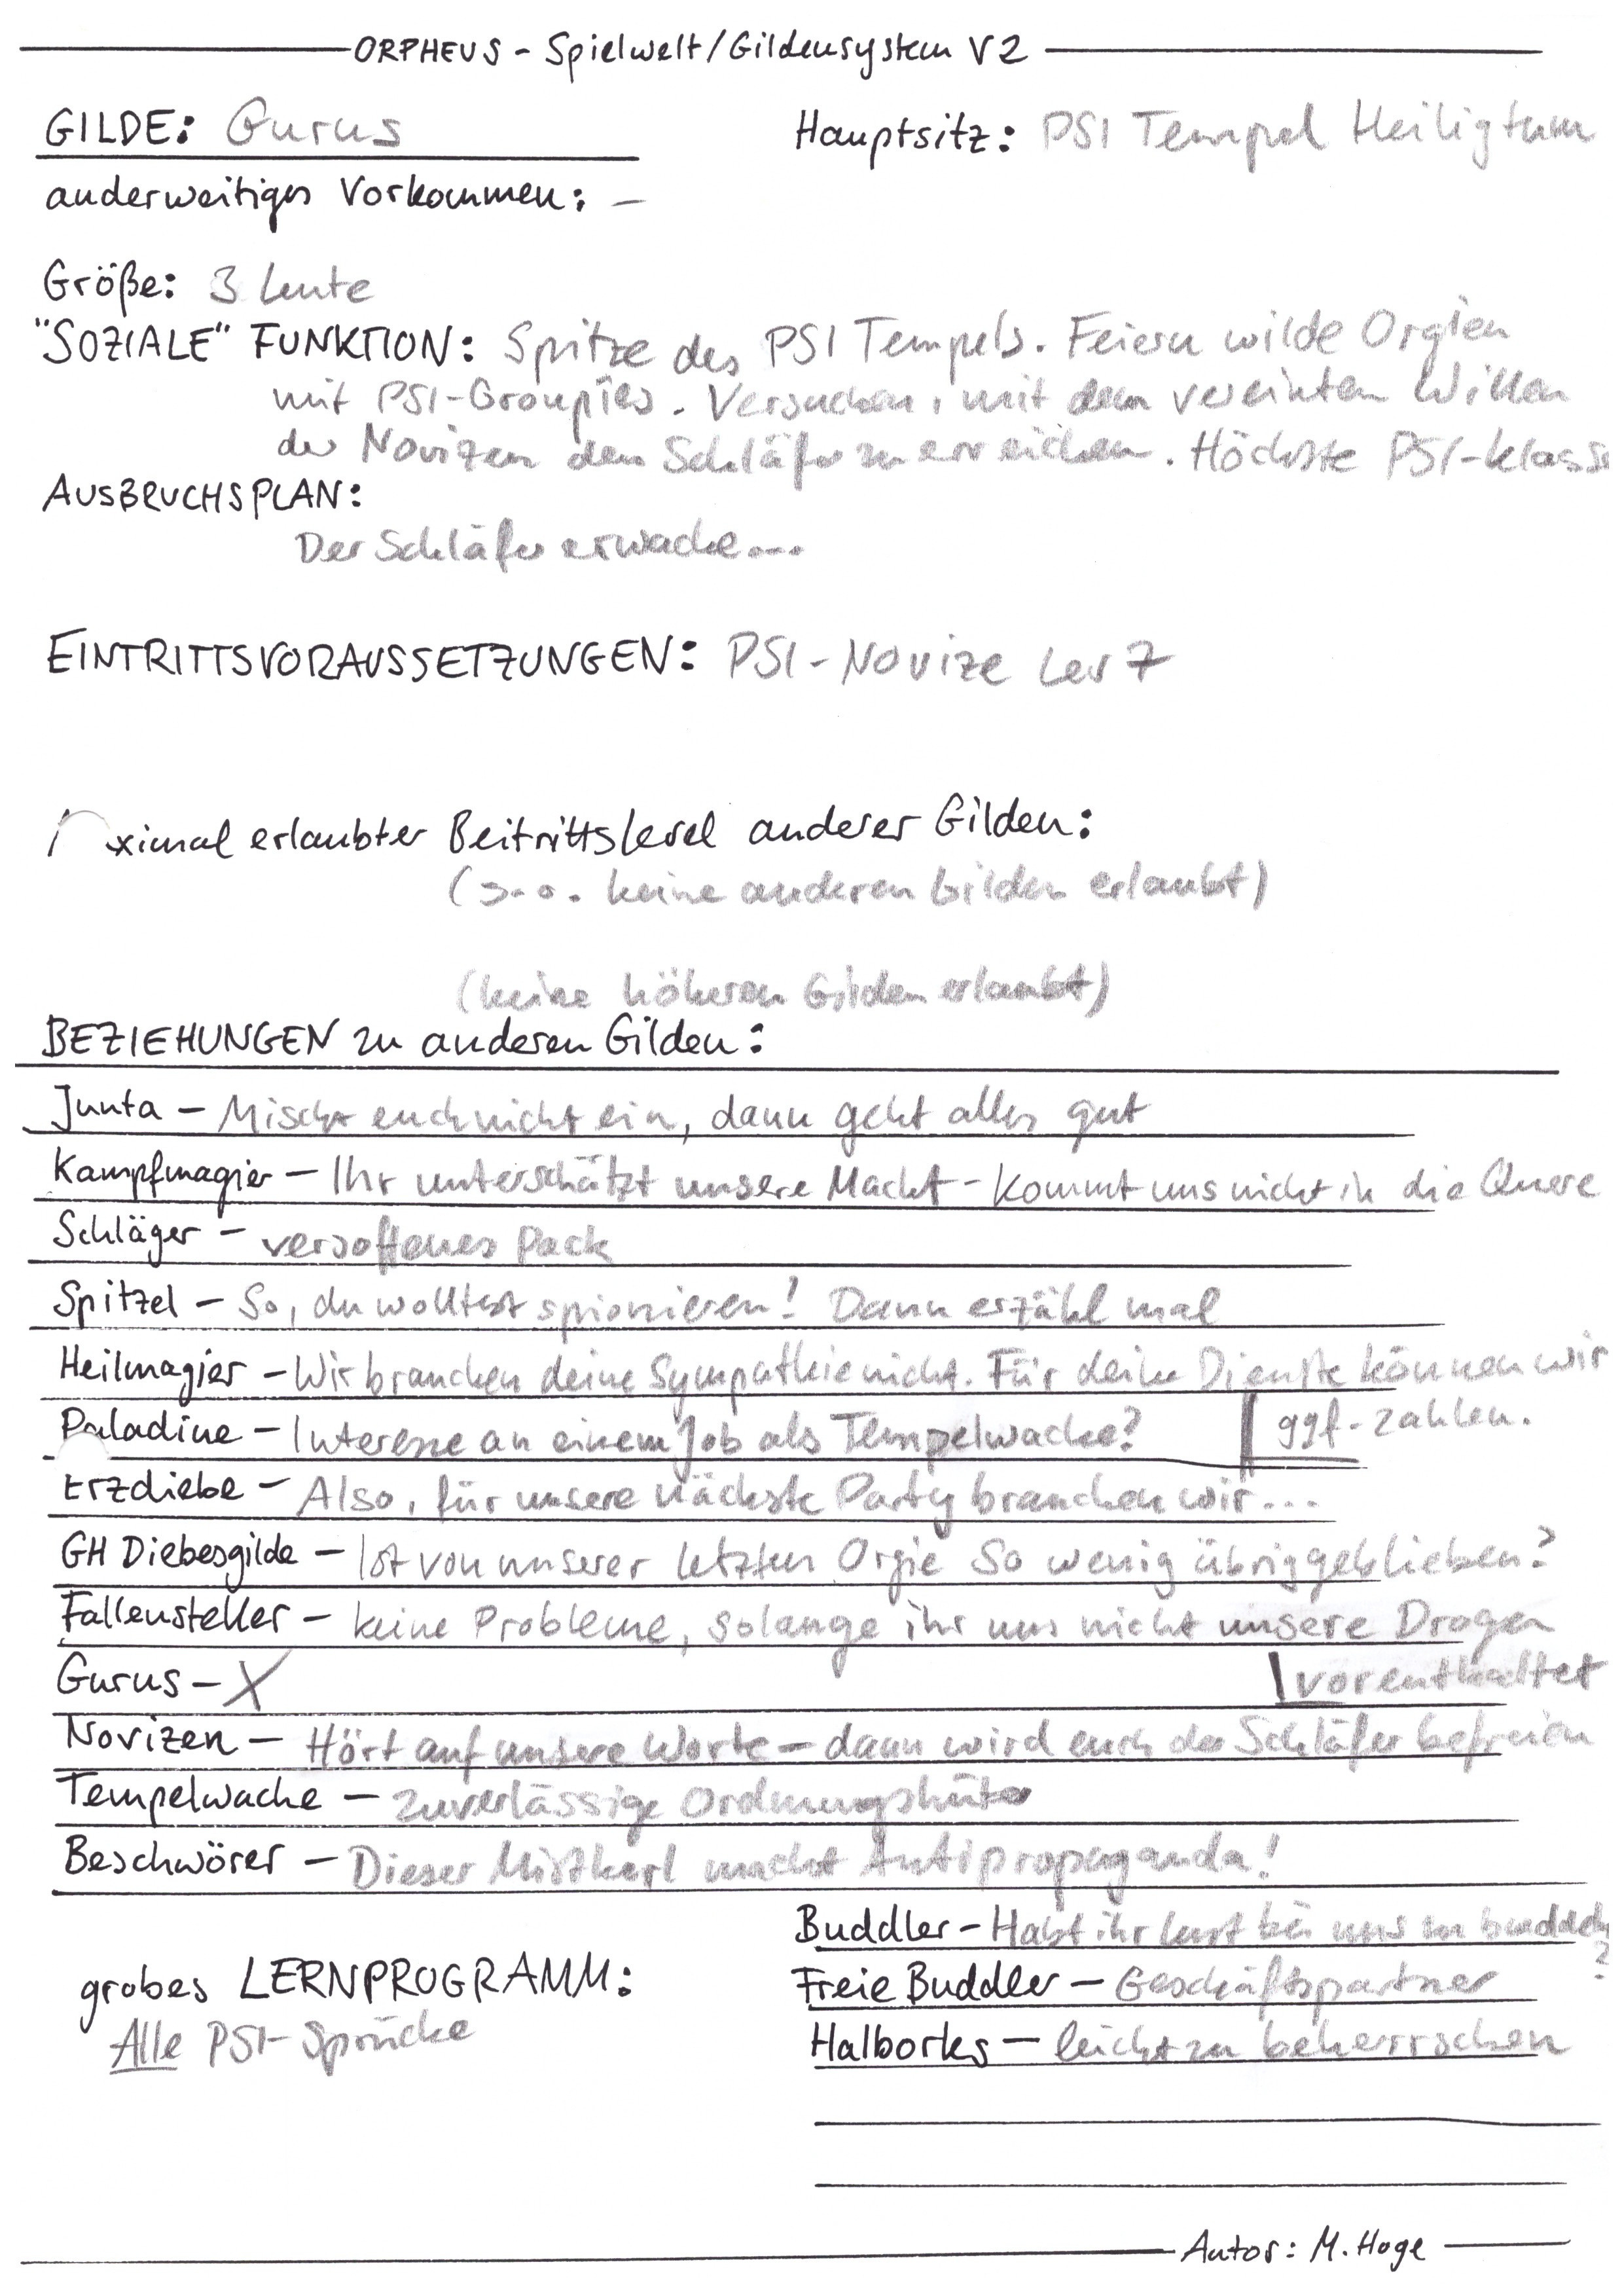 ORPHEUS - Spielwelt/Gildensystem V2
GILDE: Gurus
Hauptsitz: PSI Tempel Heiligtum
anderweitiges Vorkommen: –
Größe: 3 Leute
"SOZIALE" FUNKTION: Spitze des PSI Tempels. Feiern wilde Orgien
mit PSI-Groupies. Versuchen, mit dem vereinten Willen
der Novizen den Schläfer zu erreichen. Höchste PSI-Klasse
AUSBRUCHSPLAN:
Der Schläfer erwache...
EINTRITTSVORAUSSETZUNGEN: PSI-Novize Lev 7
ximal erlaubter Beitrittslevel anderer Gilden:
(s.o. keine anderen Gilden erlaubt)
(keine höheren Gilden erlaubt)
BEZIEHUNGEN zu anderen Gilden:
Junta – Mischt euch nicht ein, dann geht alles gut
Kampfmagier – Ihr unterschätzt unsere Macht - kommt uns nicht in die Quere
Schläger – versoffenes Pack
Spitzel – So, du wolltest spionieren! Dann erzähl mal
Heilmagier – Wir brauchen deine Sympathie nicht. Für deine Dienste können wir
ggf. zahlen.
Paladine – Interesse an einem Job als Tempelwache?
Erzdiebe – Also, für unsere nächste Party brauchen wir...
GH Diebesgilde – Ist von unserer letzten Orgie so wenig übriggeblieben?
Fallensteller – keine Probleme, solange ihr uns nicht unsere Drogen
vorenthaltet
Gurus – X
Novizen – Hört auf unsere Worte – dann wird euch der Schläfer befreien
Tempelwache – zuverlässige Ordnungshüter
Beschwörer – Dieser Mistkerl macht Antipropaganda!
Buddler – Habt ihr Lust bei uns zu buddeln?
Freie Buddler – Geschäftspartner
Halborks – leicht zu beherrschen
grobes LERNPROGRAMM:
Alle PSI-Sprüche
Autor: M. Hoge